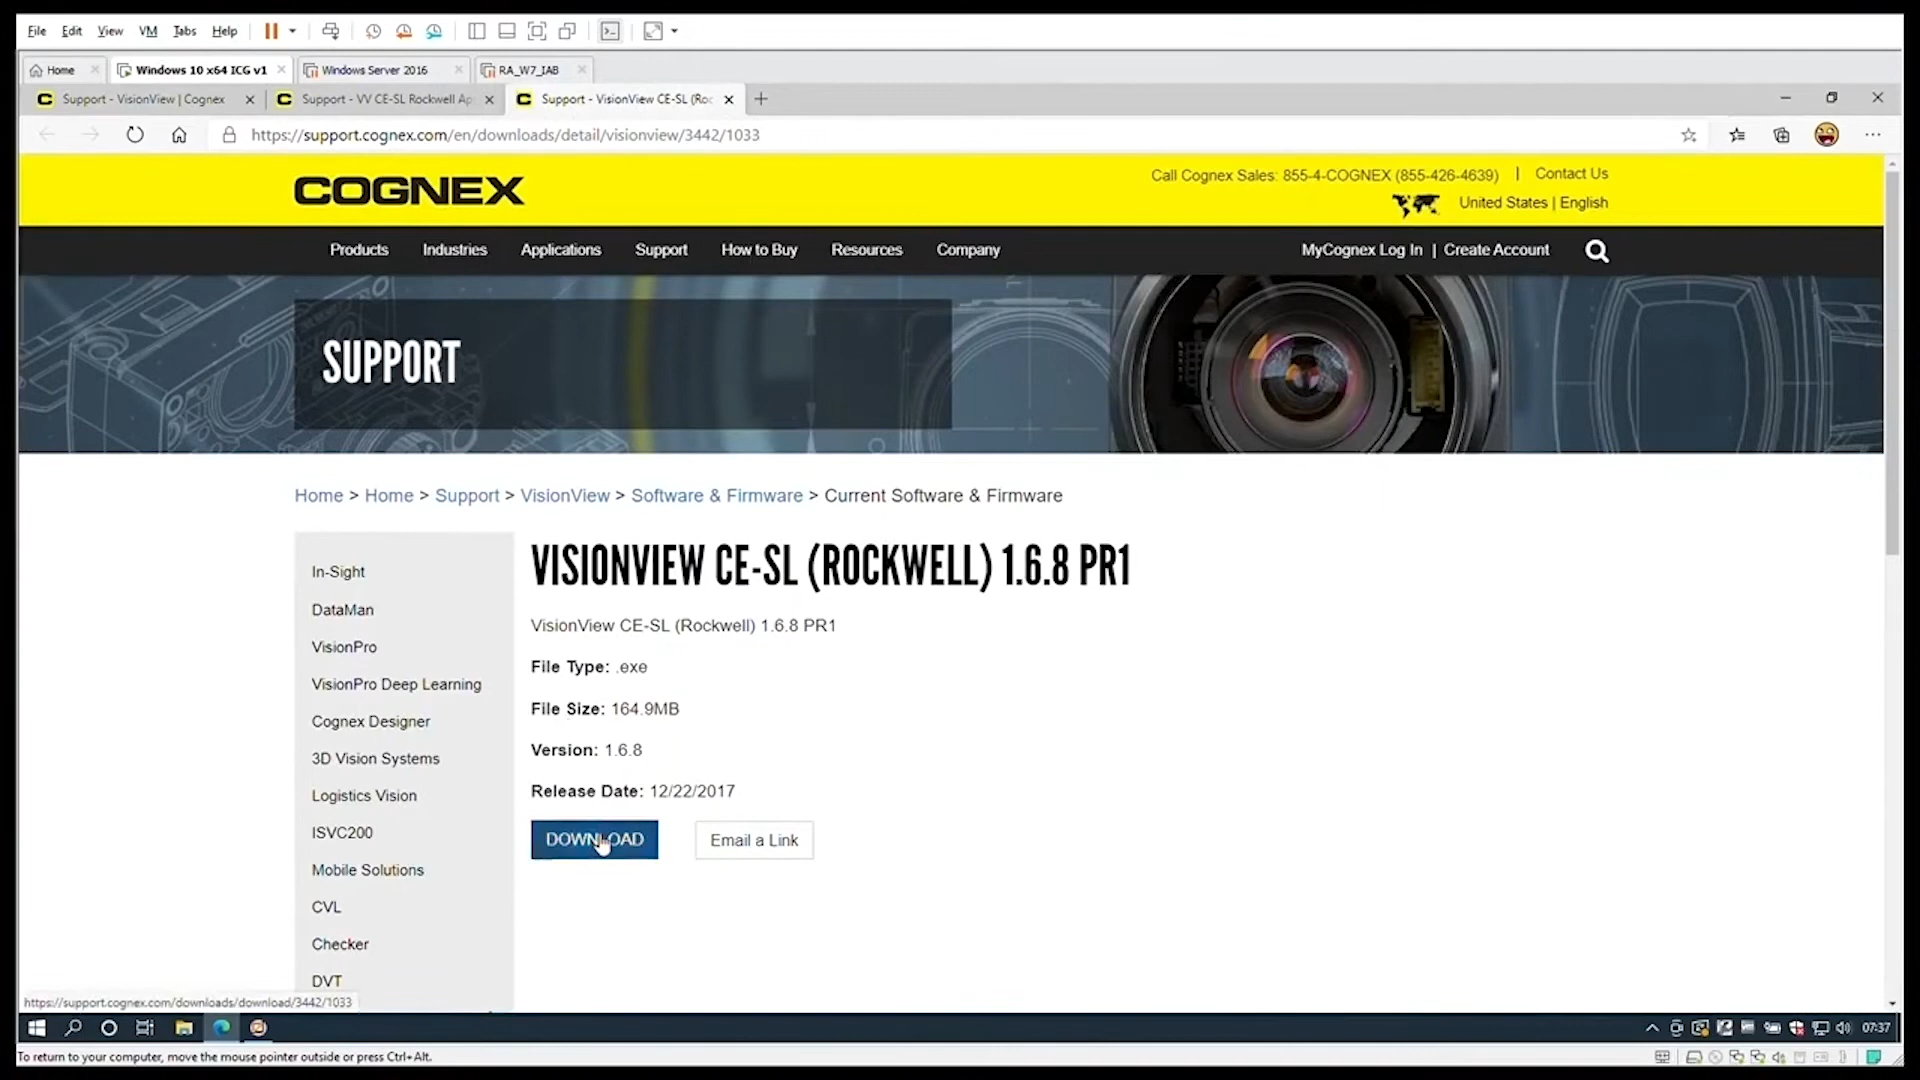 File Edit View VM Tabs Help
Home Windows 10 x64 ICG v1 Windows Server 2016 RA_W7_IAB
Support - VisionView | Cognex Support - VV CE-SL Rockwell Ap Support - VisionView CE-SL (Roc
https://support.cognex.com/en/downloads/detail/visionview/3442/1033
COGNEX
Call Cognex Sales: 855-4-COGNEX (855-426-4639) | Contact Us
United States | English
Products Industries Applications Support How to Buy Resources Company MyCognex Log In | Create Account
SUPPORT
Home > Home > Support > VisionView > Software & Firmware > Current Software & Firmware
In-Sight
DataMan
VisionPro
VisionPro Deep Learning
Cognex Designer
3D Vision Systems
Logistics Vision
ISVC200
Mobile Solutions
CVL
Checker
DVT
VISIONVIEW CE-SL (ROCKWELL) 1.6.8 PR1
VisionView CE-SL (Rockwell) 1.6.8 PR1
File Type: .exe
File Size: 164.9MB
Version: 1.6.8
Release Date: 12/22/2017
DOWNLOAD Email a Link
https://support.cognex.com/downloads/download/3442/1033
07:37
To return to your computer, move the mouse pointer outside or press Ctrl+Alt.